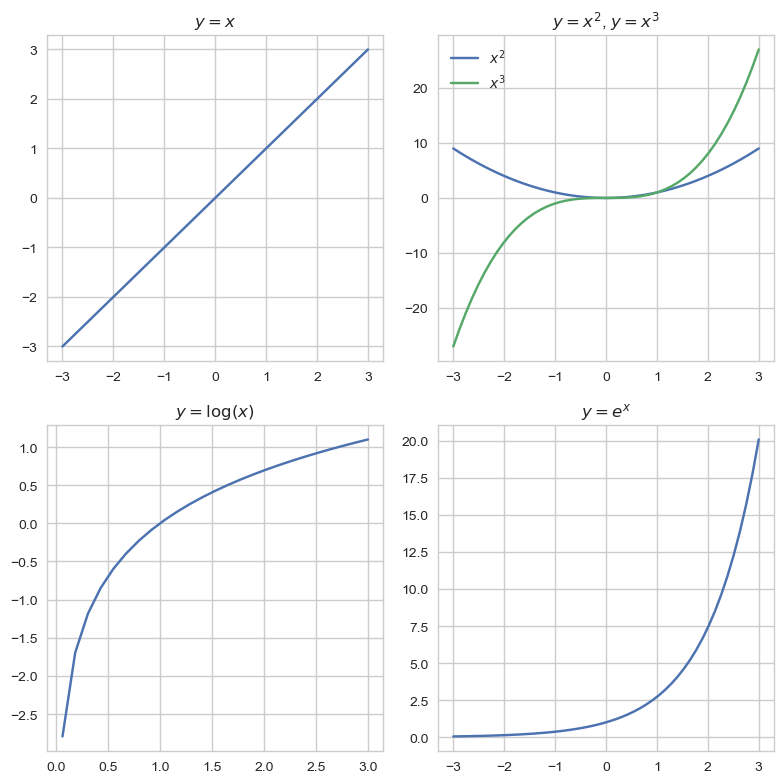 y = x
3
2
1
0
−1
−2
−3
−3 −2 −1 0 1 2 3
y = x², y = x³
x²
x³
20
10
0
−10
−20
−3 −2 −1 0 1 2 3
y = log(x)
1.0
0.5
0.0
−0.5
−1.0
−1.5
−2.0
−2.5
0.0 0.5 1.0 1.5 2.0 2.5 3.0
y = eˣ
20.0
17.5
15.0
12.5
10.0
7.5
5.0
2.5
0.0
−3 −2 −1 0 1 2 3